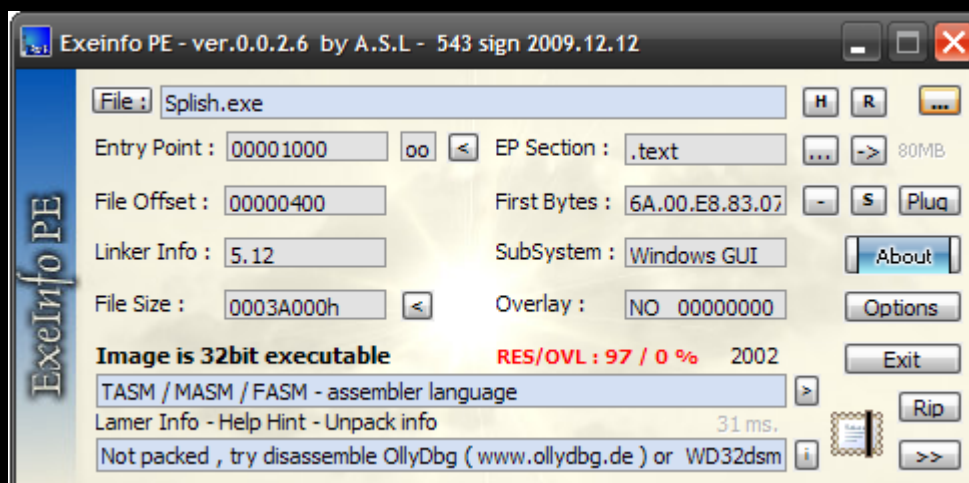 Exeinfo PE - ver.0.0.2.6 by A.S.L - 543 sign 2009.12.12
ExeInfo PE
File : Splish.exe H R ...
Entry Point : 00001000 oo < EP Section : .text ... -> 80MB
File Offset : 00000400 First Bytes : 6A.00.E8.83.07 - S Plug
Linker Info : 5.12 SubSystem : Windows GUI About
File Size : 0003A000h < Overlay : NO 00000000 Options
Image is 32bit executable RES/OVL : 97 / 0 % 2002 Exit
TASM / MASM / FASM - assembler language >
Lamer Info - Help Hint - Unpack info 31 ms. Rip
Not packed , try disassemble OllyDbg ( www.ollydbg.de ) or WD32dsm i >>